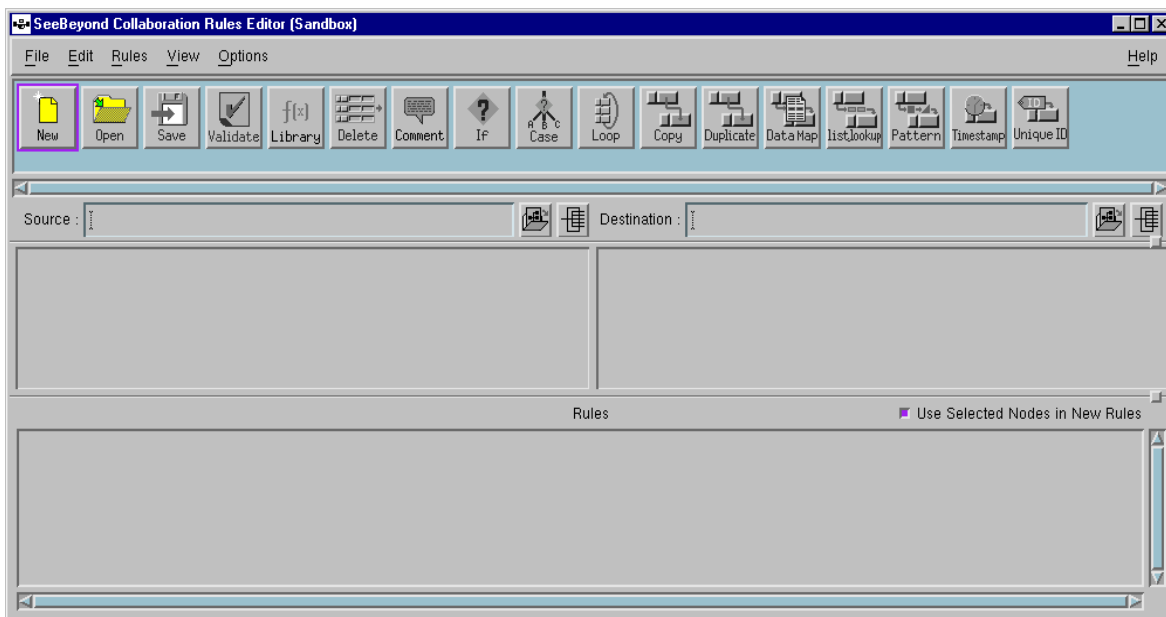 SeeBeyond Collaboration Rules Editor (Sandbox)
File Edit Rules View Options Help
New Open Save Validate Library Delete Comment If Case Loop Copy Duplicate Data Map list_lookup Pattern Timestamp Unique ID
f(x)
?
A B C
ID
Source : Destination :
Rules Use Selected Nodes in New Rules